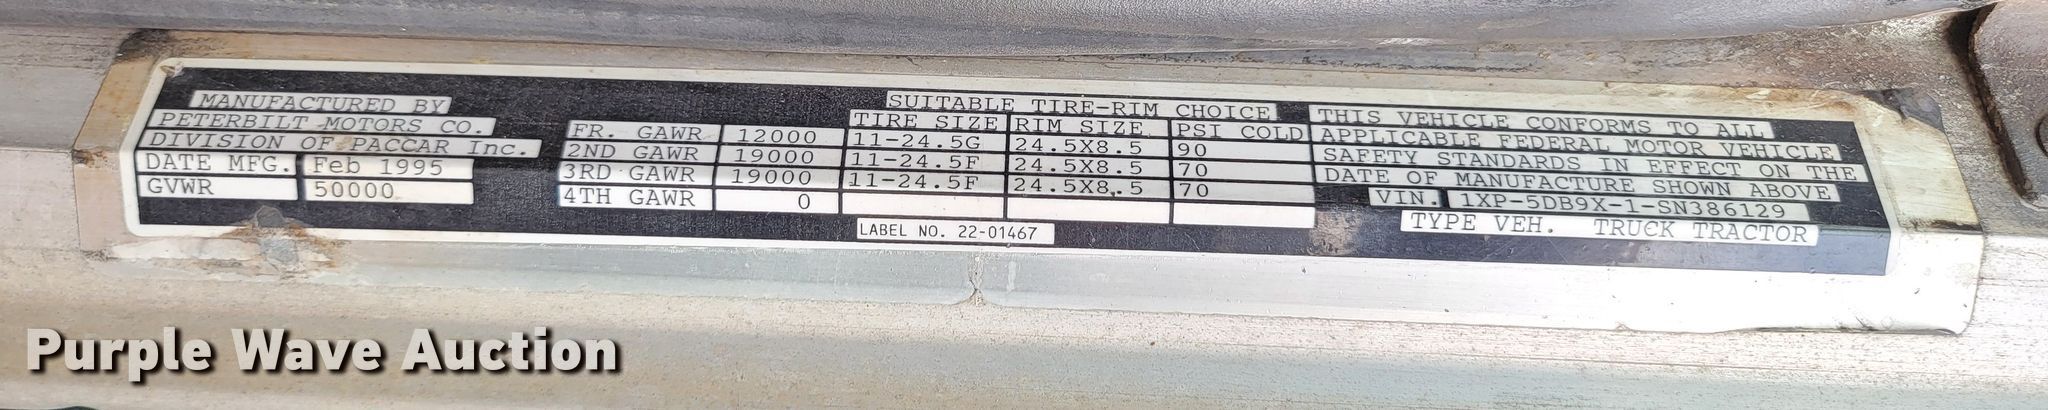 MANUFACTURED BY
PETERBILT MOTORS CO.
DIVISION OF PACCAR Inc.
DATE MFG. Feb 1995
GVWR 50000
SUITABLE TIRE-RIM CHOICE
TIRE SIZE RIM SIZE PSI COLD
FR. GAWR 12000 11-24.5G 24.5X8.5 90
2ND GAWR 19000 11-24.5F 24.5X8.5 70
3RD GAWR 19000 11-24.5F 24.5X8.5 70
4TH GAWR 0
LABEL NO. 22-01467
THIS VEHICLE CONFORMS TO ALL
APPLICABLE FEDERAL MOTOR VEHICLE
SAFETY STANDARDS IN EFFECT ON THE
DATE OF MANUFACTURE SHOWN ABOVE
VIN. 1XP-5DB9X-1-SN386129
TYPE VEH. TRUCK TRACTOR
Purple Wave Auction